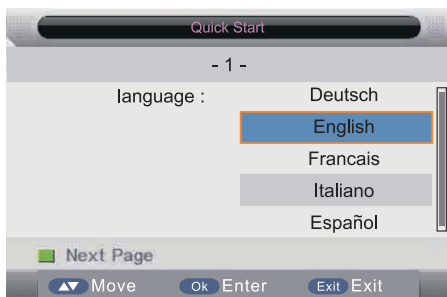 Quick Start
- 1 -
language : Deutsch
English
Francais
Italiano
Español
Next Page
Move Ok Enter Exit Exit